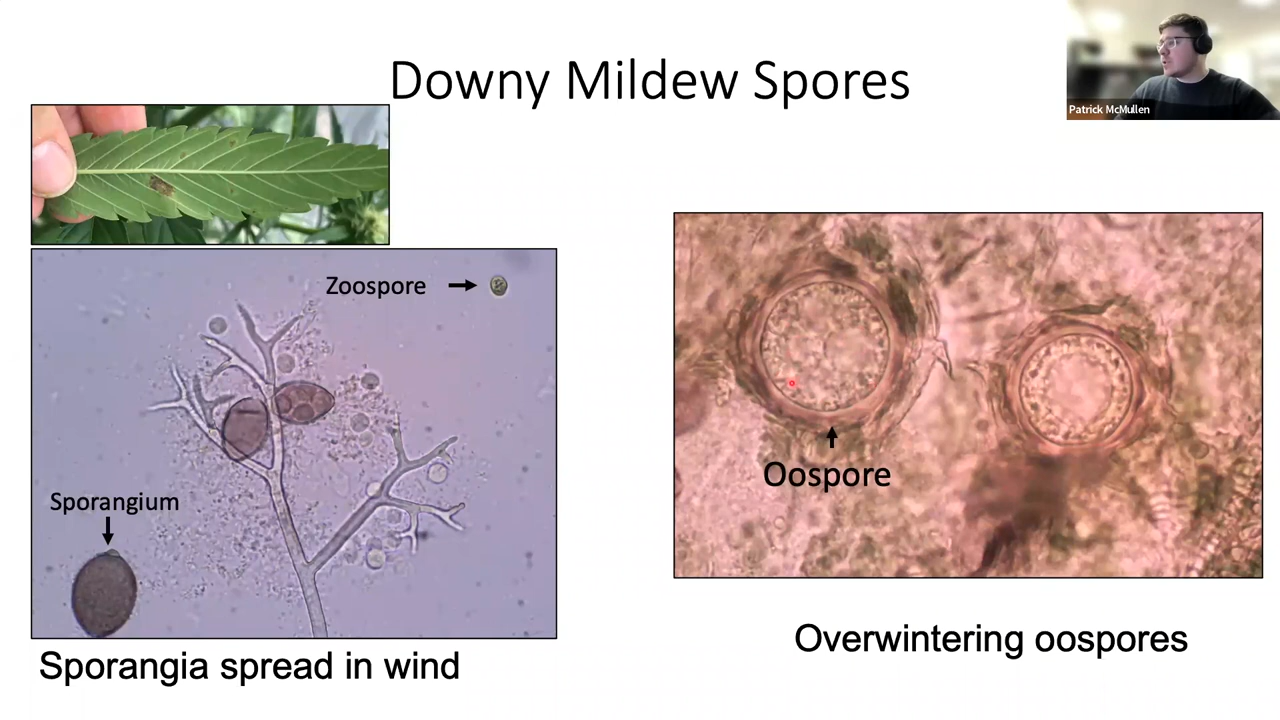 Downy Mildew Spores
Patrick McMullen
Zoospore
Sporangium
Oospore
Sporangia spread in wind
Overwintering oospores